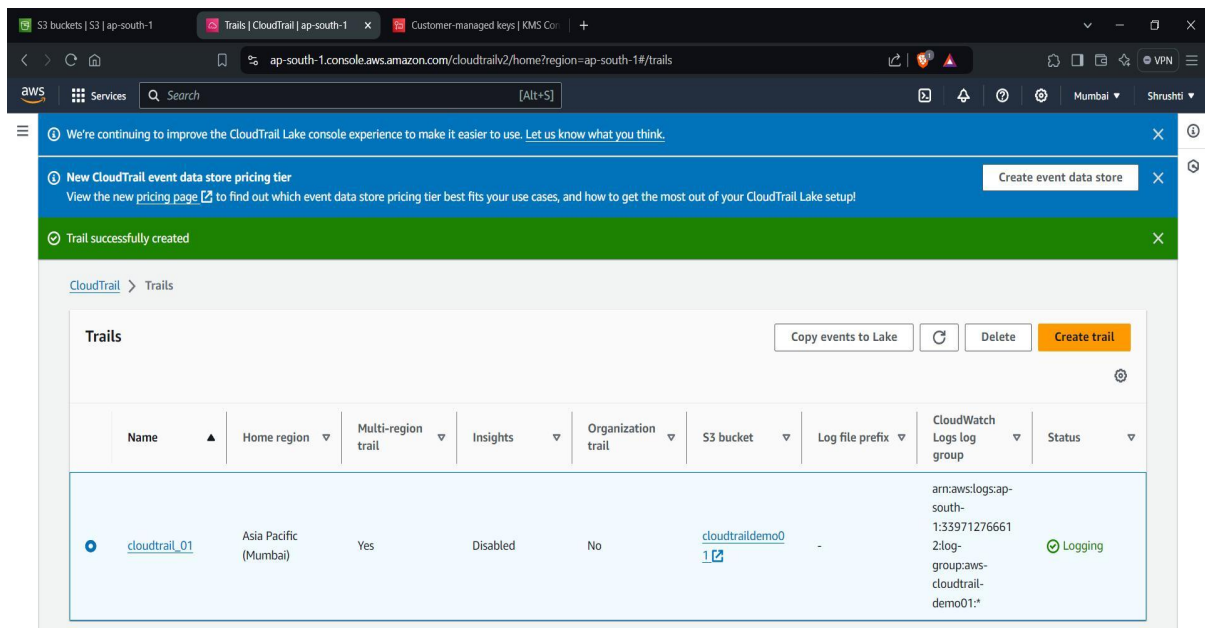 S3 buckets | S3 | ap-south-1
Trails | CloudTrail | ap-south-1
Customer-managed keys | KMS Con
ap-south-1.console.aws.amazon.com/cloudtrailv2/home?region=ap-south-1#/trails
1
VPN
aws
Services
Search
[Alt+S]
Mumbai
Shrushti
We're continuing to improve the CloudTrail Lake console experience to make it easier to use. Let us know what you think.
New CloudTrail event data store pricing tier
View the new pricing page to find out which event data store pricing tier best fits your use cases, and how to get the most out of your CloudTrail Lake setup!
Create event data store
Trail successfully created
CloudTrail > Trails
Trails
Copy events to Lake
Delete
Create trail
Name
Home region
Multi-region
trail
Insights
Organization
trail
S3 bucket
Log file prefix
CloudWatch
Logs log
group
Status
cloudtrail_01
Asia Pacific
(Mumbai)
Yes
Disabled
No
cloudtraildemo0
1
-
arn:aws:logs:ap-
south-
1:33971276661
2:log-
group:aws-
cloudtrail-
demo01:*
Logging